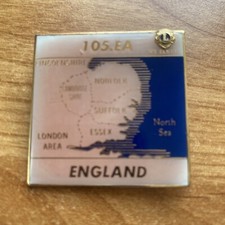 105.EA
NORFOLK
SUFFOLK
ESSEX
North
Sea
LONDON
AREA
ENGLAND